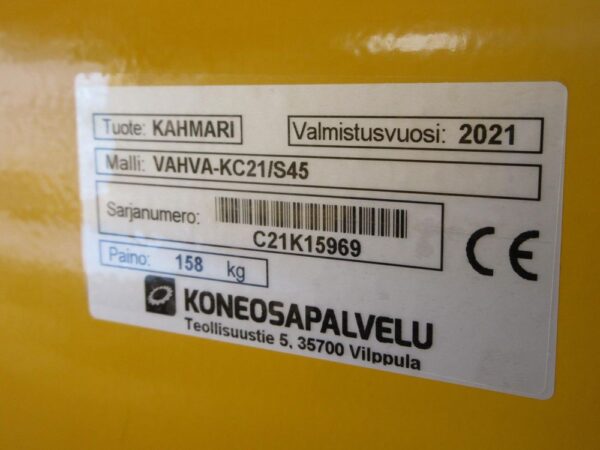 Tuote: KAHMARI Valmistusvuosi: 2021
Malli: VAHVA-KC21/S45
Sarjanumero:
C21K15969
Paino: 158 kg
CE
KONEOSAPALVELU
Teollisuustie 5, 35700 Vilppula